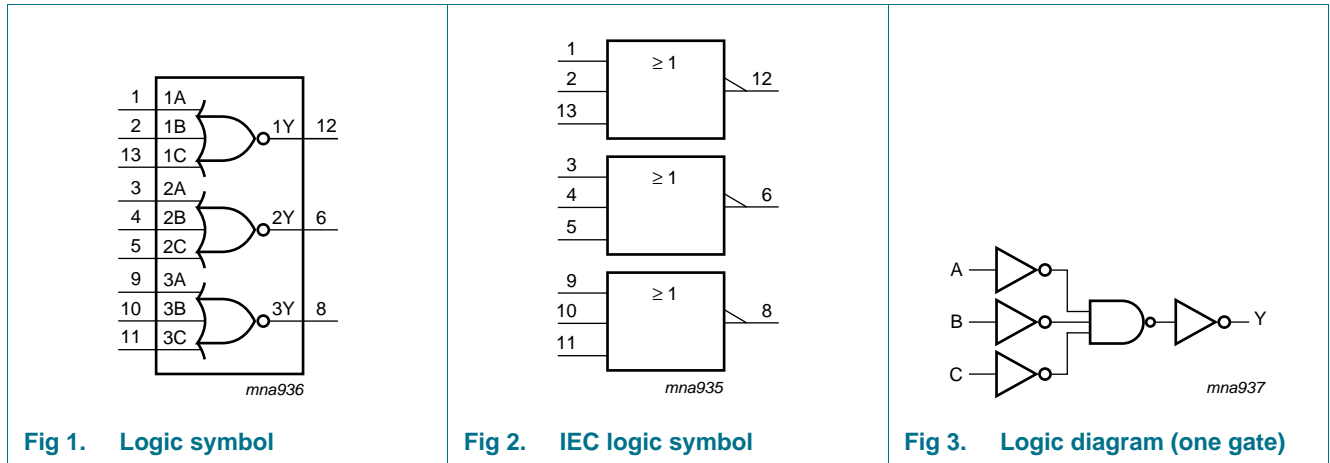 1 1A
2 1B 1Y 12
13 1C
3 2A
4 2B 2Y 6
5 2C
9 3A
10 3B 3Y 8
11 3C
mna936
Fig 1. Logic symbol
1
≥ 1
2 12
13
3
≥ 1
4 6
5
9
≥ 1
10 8
11
mna935
Fig 2. IEC logic symbol
A
B Y
C
mna937
Fig 3. Logic diagram (one gate)